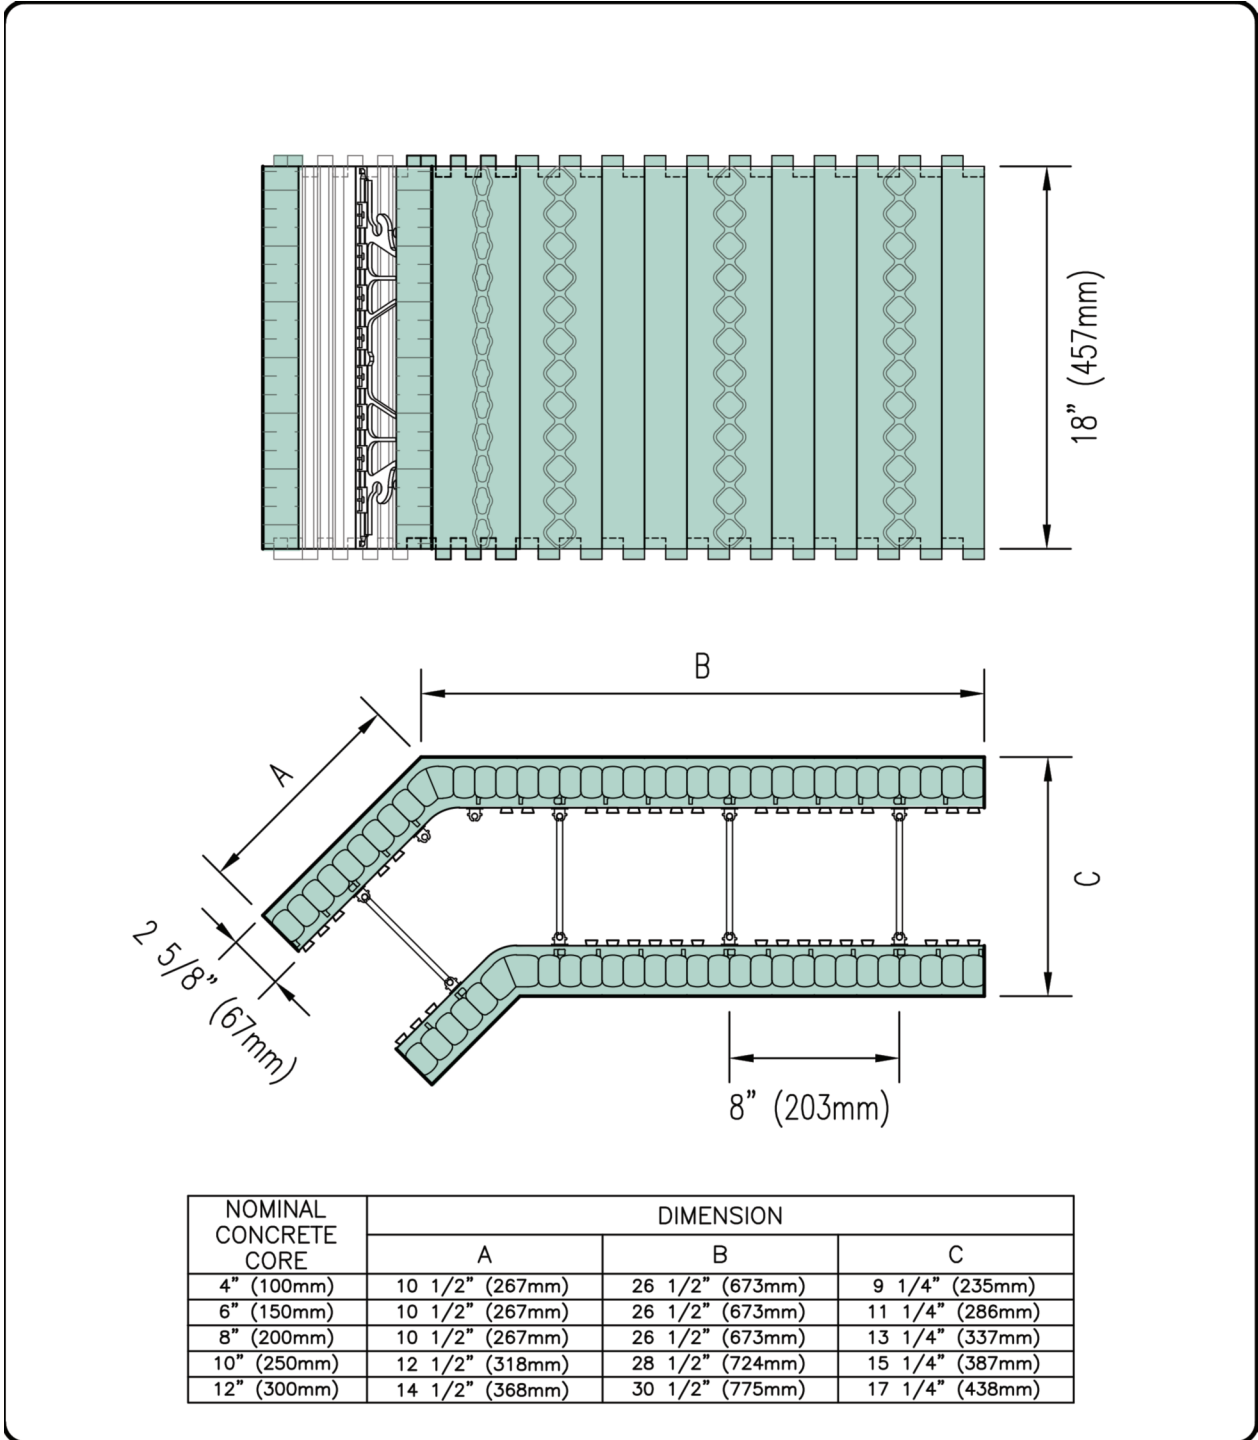 18” (457mm)
B
A
C
2 5/8” (67mm)
8” (203mm)
NOMINAL
CONCRETE
CORE
DIMENSION
A B C
4” (100mm) 10 1/2” (267mm) 26 1/2” (673mm) 9 1/4” (235mm)
6” (150mm) 10 1/2” (267mm) 26 1/2” (673mm) 11 1/4” (286mm)
8” (200mm) 10 1/2” (267mm) 26 1/2” (673mm) 13 1/4” (337mm)
10” (250mm) 12 1/2” (318mm) 28 1/2” (724mm) 15 1/4” (387mm)
12” (300mm) 14 1/2” (368mm) 30 1/2” (775mm) 17 1/4” (438mm)